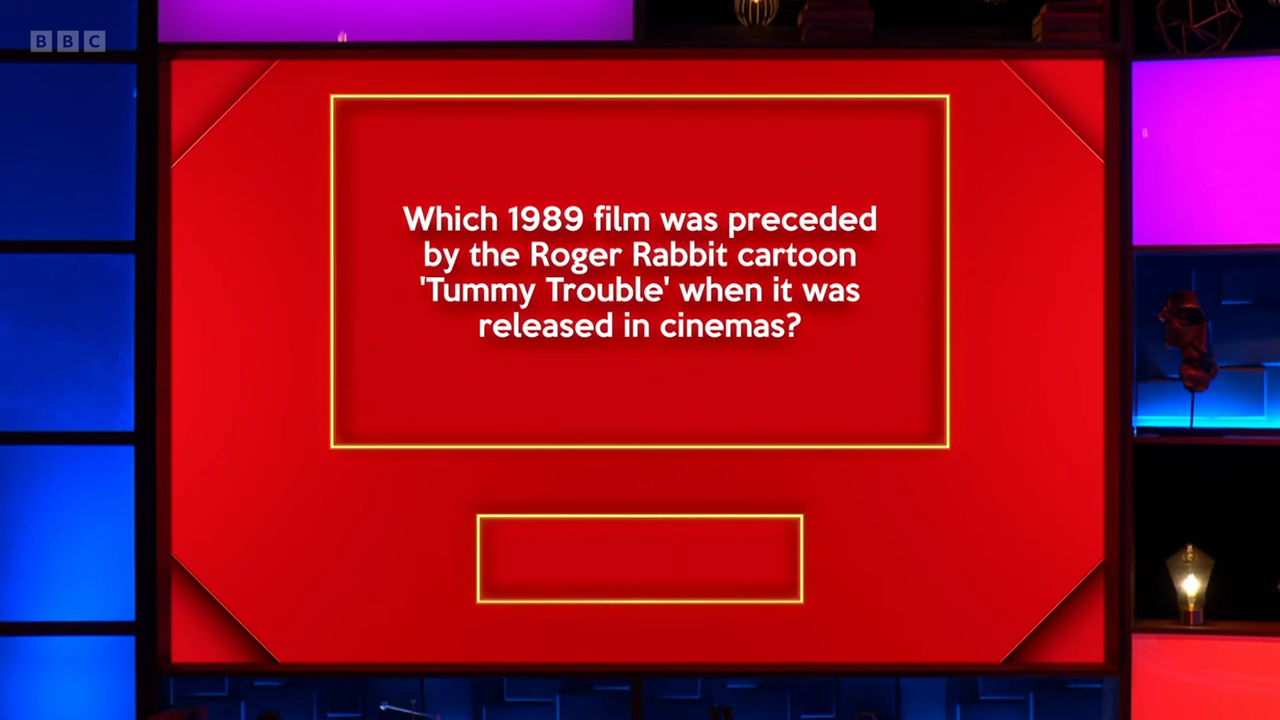 BBC
Which 1989 film was preceded
by the Roger Rabbit cartoon
'Tummy Trouble' when it was
released in cinemas?